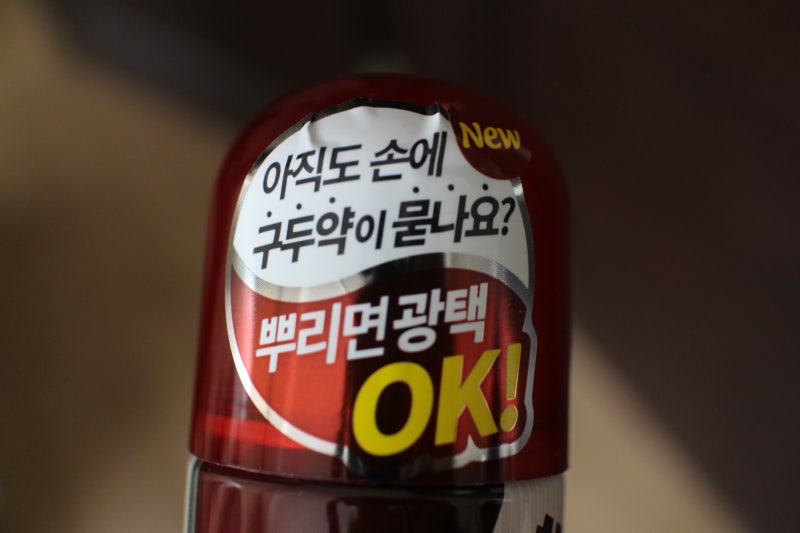 New
아직도 손에
구두약이 묻나요?
뿌리면 광택
OK!